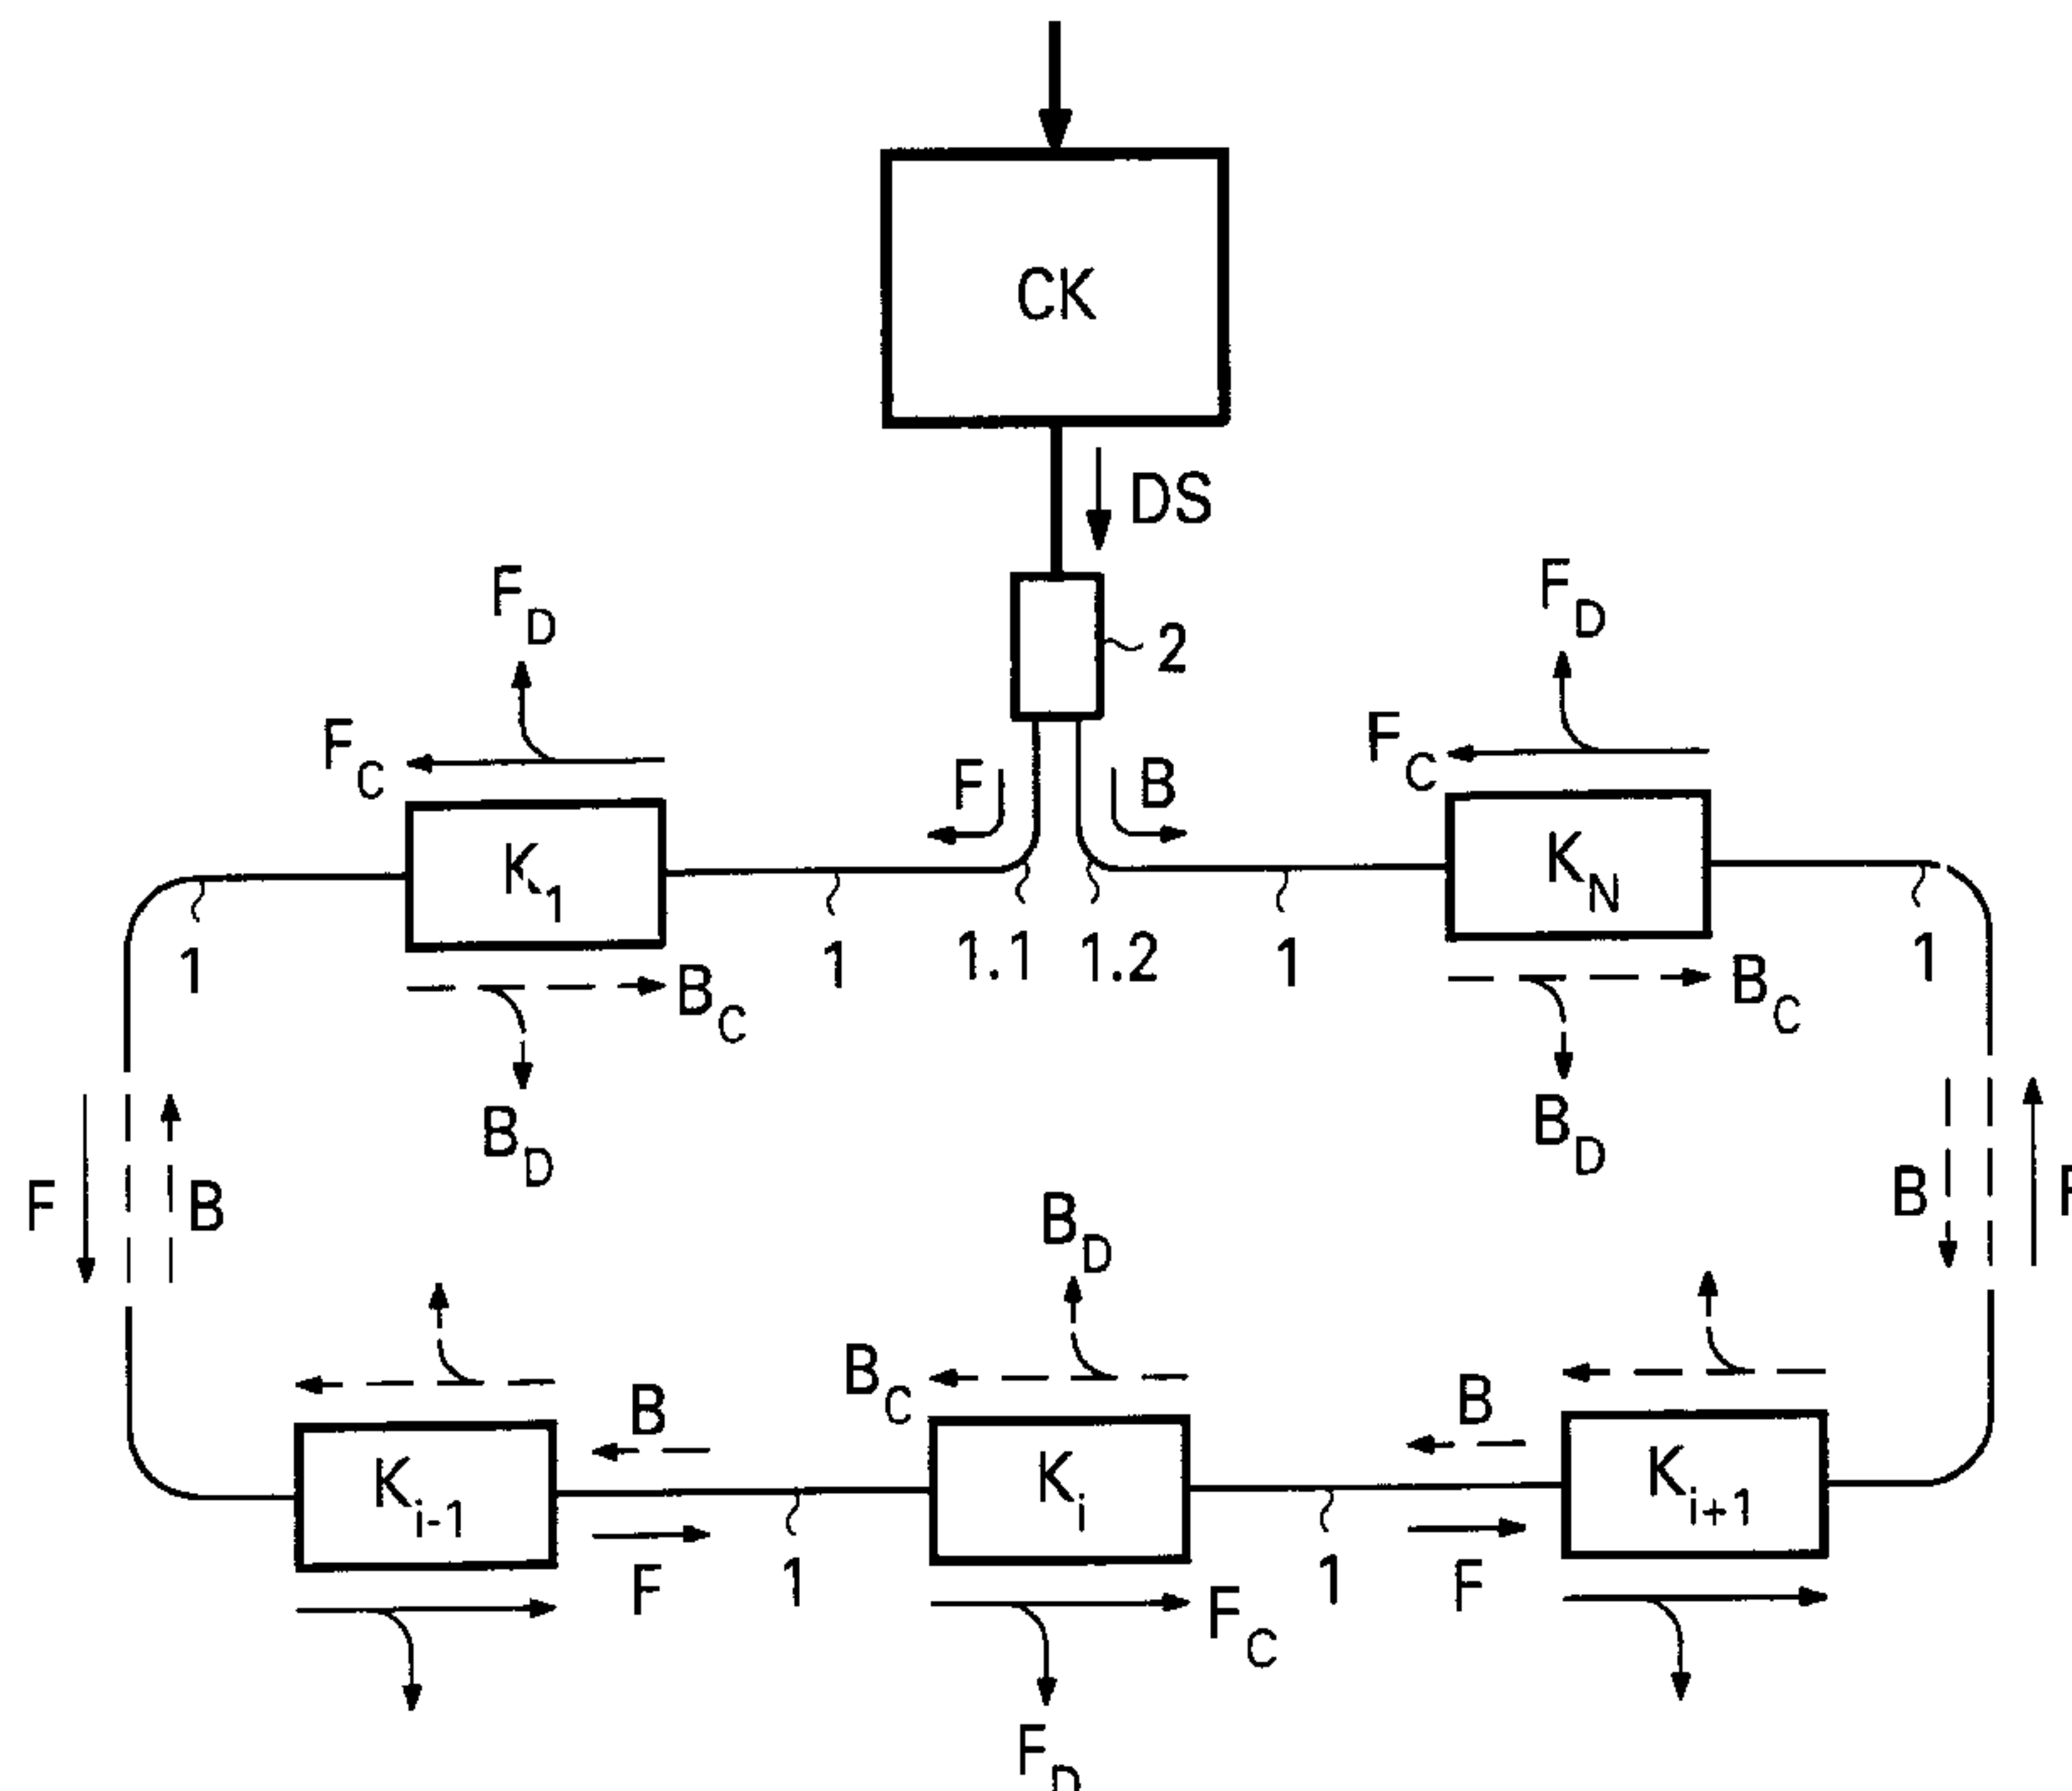 CK
DS
2
F_D
F_D
F_C
F_C
F
B
K_1
K_N
1
1
1.1
1.2
1
1
B_C
B_C
B_D
B_D
F
B
B
F
B_D
B_C
B
B
K_i-1
K_i
K_i+1
F
1
1
F
F_C
F_D